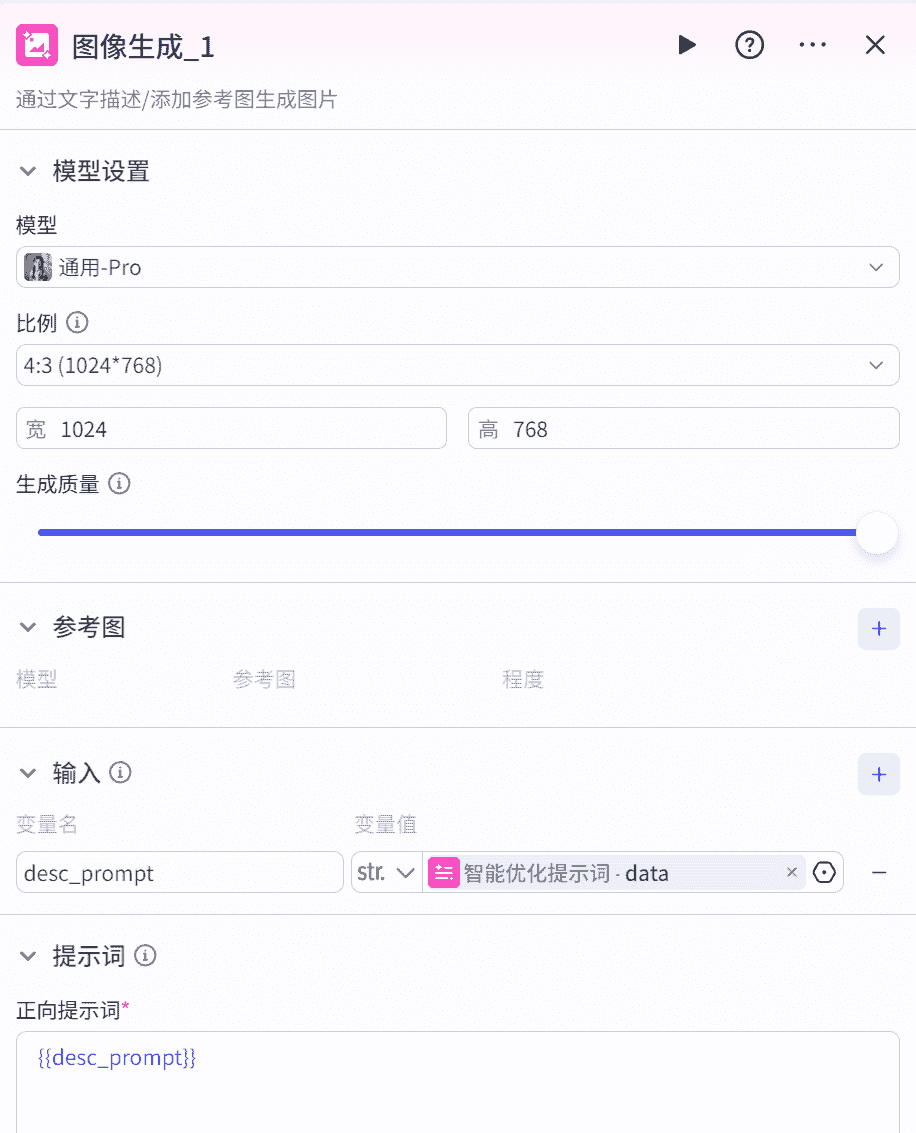 图像生成_1
通过文字描述/添加参考图生成图片
模型设置
模型
通用-Pro
比例
4:3 (1024*768)
宽 1024 高 768
生成质量
参考图
模型 参考图 程度
输入
变量名 变量值
desc_prompt str. 智能优化提示词 · data
提示词
正向提示词*
{{desc_prompt}}